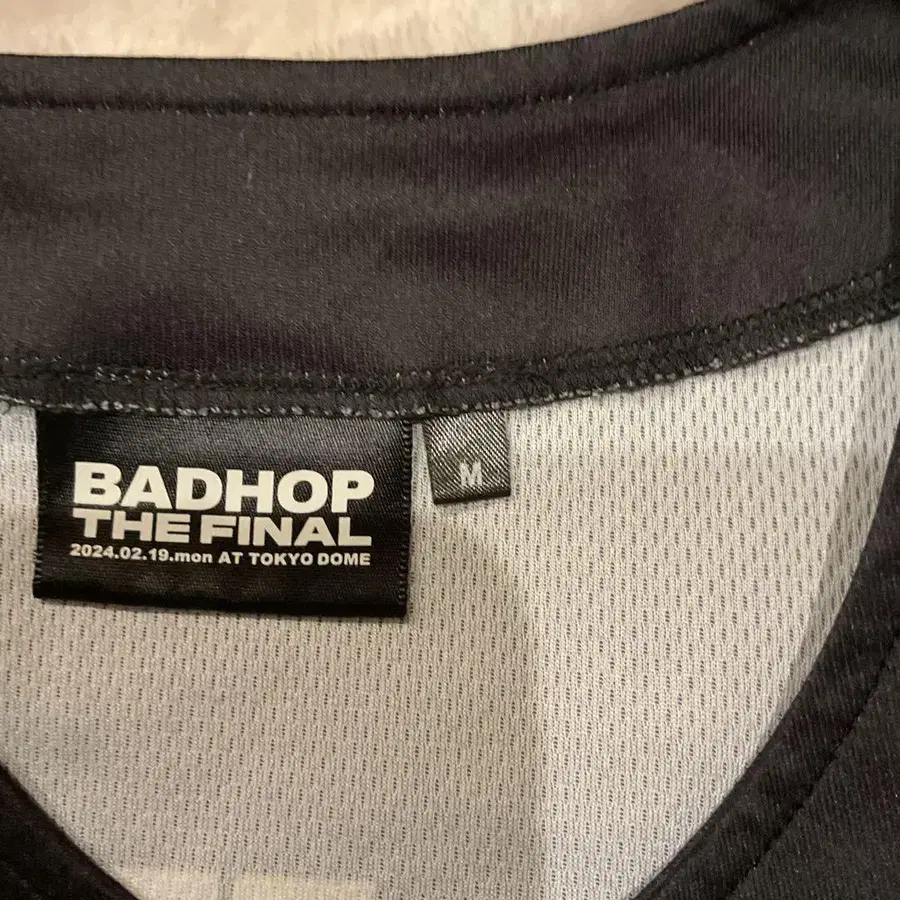 BADHOP
THE FINAL
2024.02.19.mon AT TOKYO DOME
M